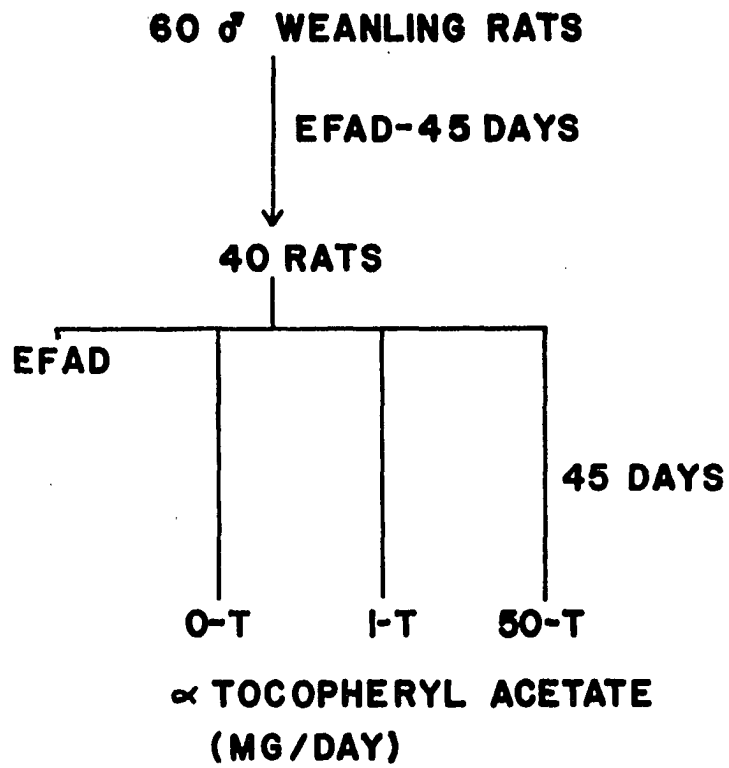 60 ♂ WEANLING RATS
EFAD-45 DAYS
40 RATS
EFAD
45 DAYS
0-T 1-T 50-T
∝ TOCOPHERYL ACETATE
(MG/DAY)